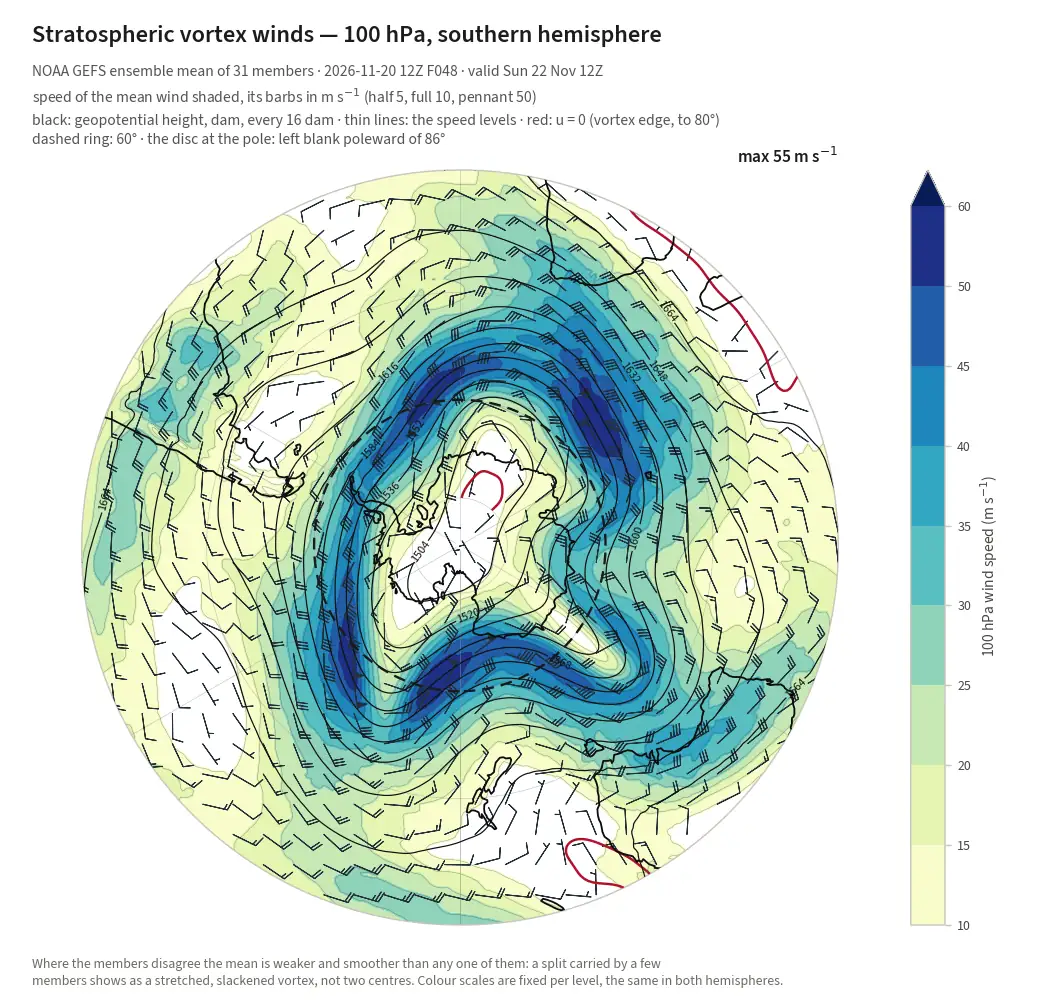 Stratospheric vortex winds — 100 hPa, southern hemisphere
NOAA GEFS ensemble mean of 31 members · 2026-11-20 12Z F048 · valid Sun 22 Nov 12Z
speed of the mean wind shaded, its barbs in m s⁻¹ (half 5, full 10, pennant 50)
black: geopotential height, dam, every 16 dam · thin lines: the speed levels · red: u = 0 (vortex edge, to 80°)
dashed ring: 60° · the disc at the pole: left blank poleward of 86°
max 55 m s⁻¹
60
50
45
40
35
30
25
20
15
10
100 hPa wind speed (m s⁻¹)
1664
1648
1632
1616
1584
1536
1504
1600
1520
1568
Where the members disagree the mean is weaker and smoother than any one of them: a split carried by a few
members shows as a stretched, slackened vortex, not two centres. Colour scales are fixed per level, the same in both hemispheres.